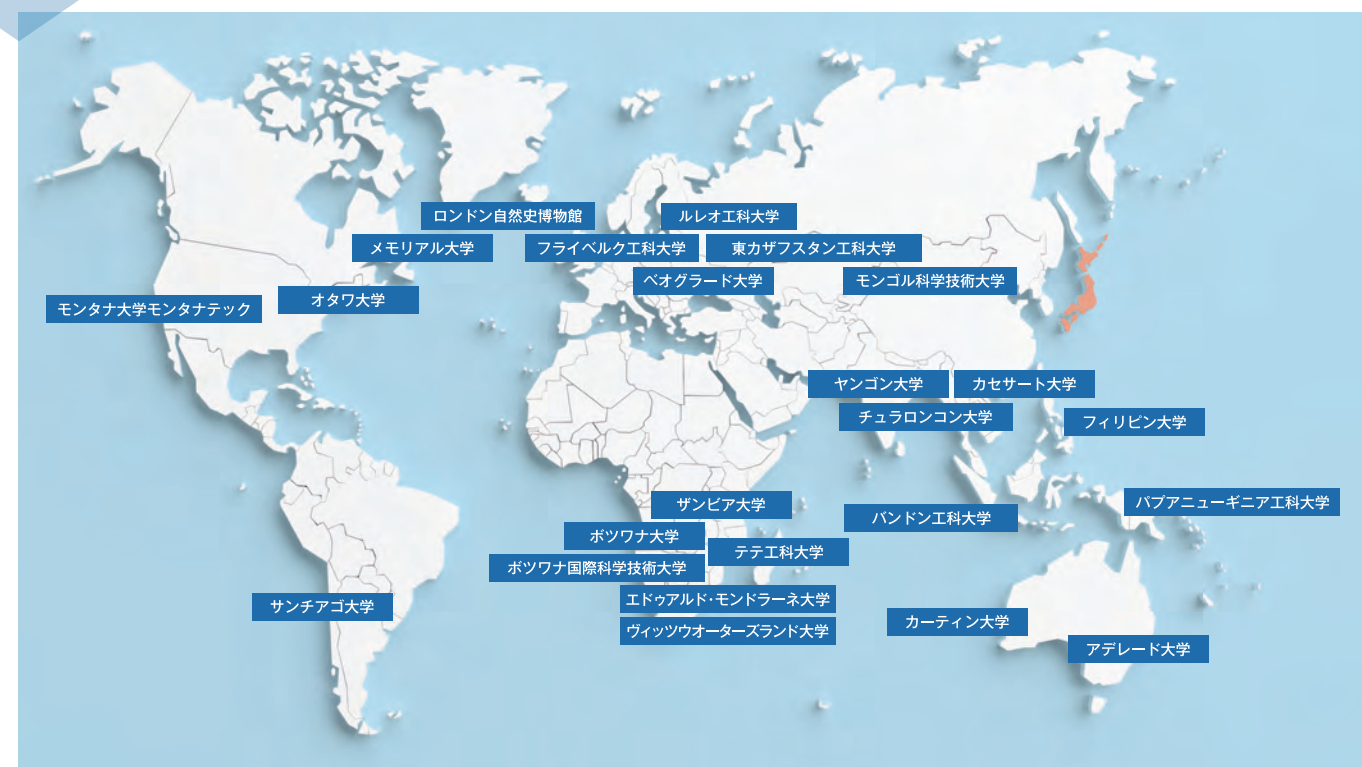 ロンドン自然史博物館
ルレオ工科大学
メモリアル大学
フライベルク工科大学
東カザフスタン工科大学
ベオグラード大学
モンゴル科学技術大学
オタワ大学
モンタナ大学モンタナテック
ヤンゴン大学
カセサート大学
チュラロンコン大学
フィリピン大学
ザンビア大学
パプアニューギニア工科大学
バンドン工科大学
ボツワナ大学
テテ工科大学
ボツワナ国際科学技術大学
エドゥアルド・モンドラーネ大学
サンチアゴ大学
カーティン大学
ヴィッツウオーターズランド大学
アデレード大学